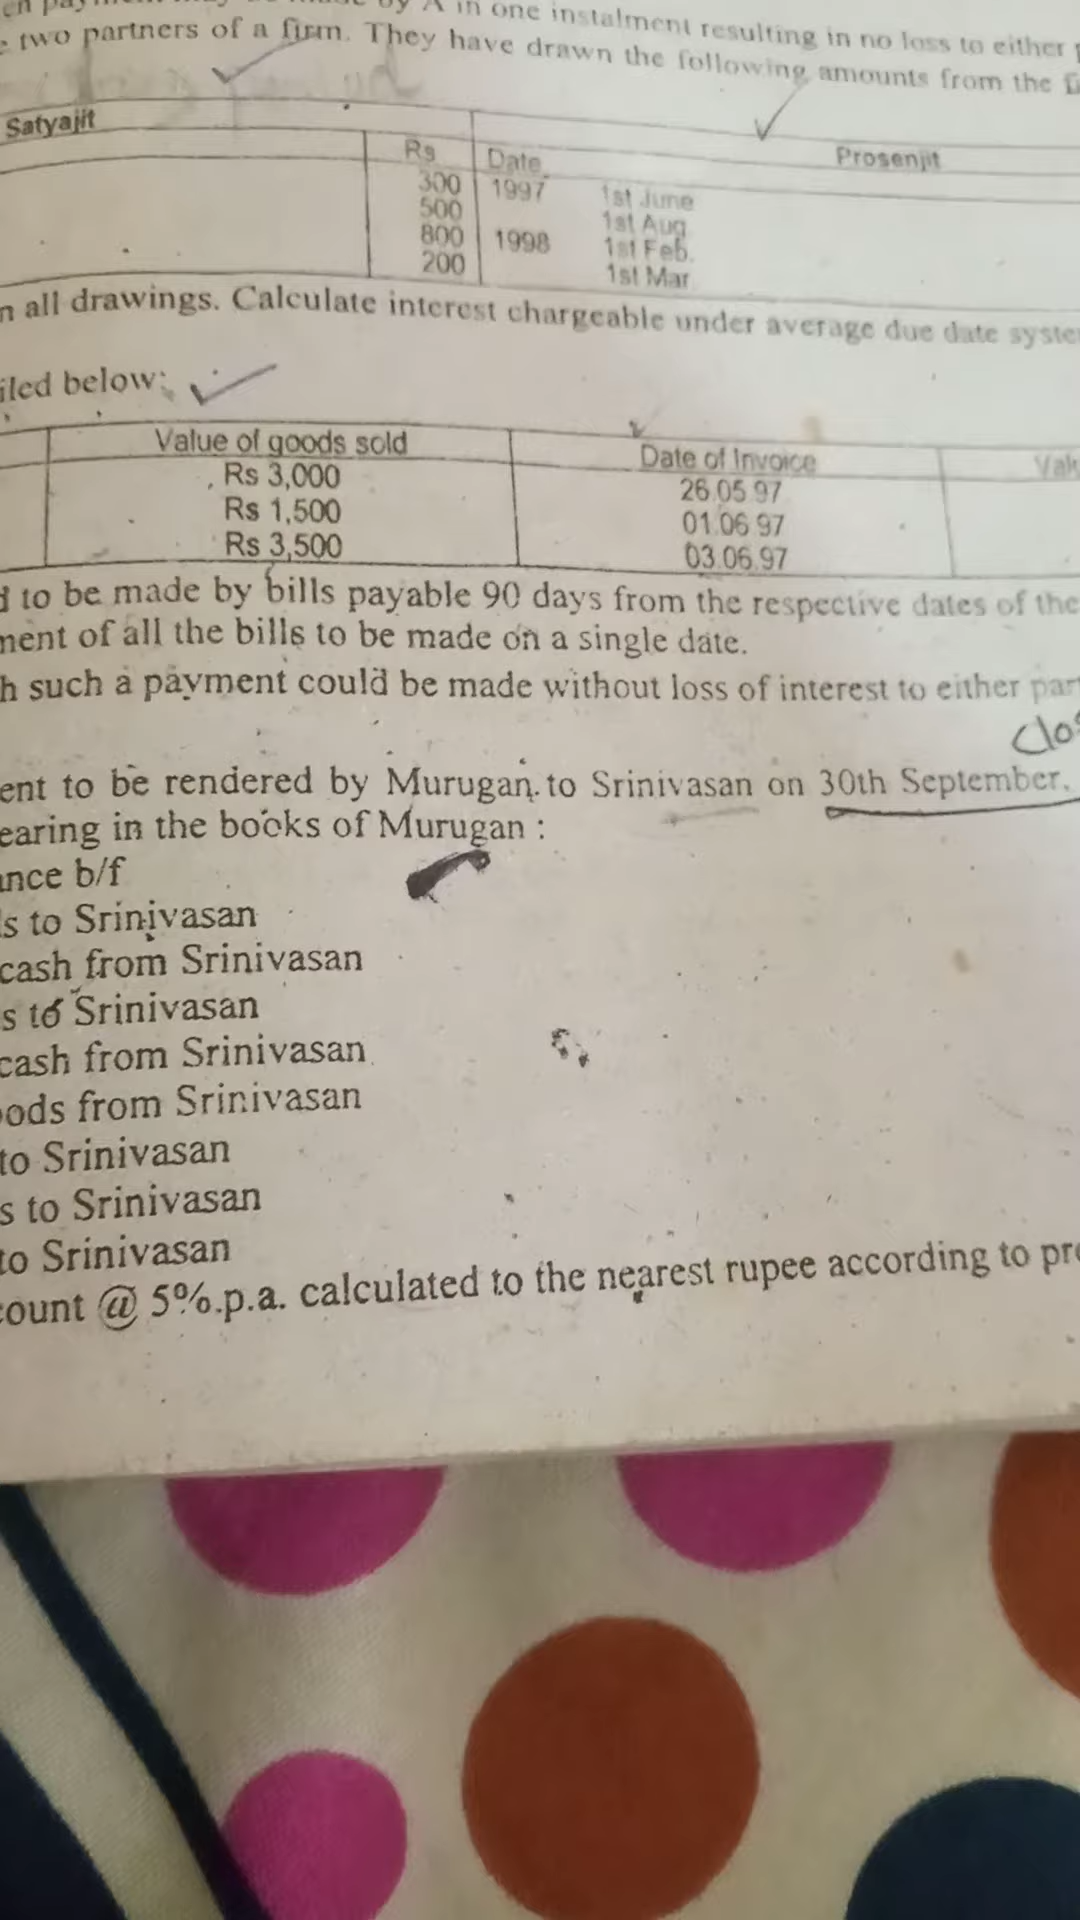 by A in one instalment resulting in no loss to either
two partners of a firm. They have drawn the following amounts from the
Satyajit
Prosenjit
Rs Date
300 1997 1st June
500 1st Aug
800 1998 1st Feb.
200 1st Mar
n all drawings. Calculate interest chargeable under average due date syste
iled below:
Value of goods sold Date of Invoice
Rs 3,000 26.05.97
Rs 1,500 01.06.97
Rs 3,500 03.06.97
d to be made by bills payable 90 days from the respective dates of the
ment of all the bills to be made on a single date.
h such a payment could be made without loss of interest to either part
Clos
ent to be rendered by Murugan to Srinivasan on 30th September,
earing in the books of Murugan :
ance b/f
s to Srinivasan
cash from Srinivasan
s to Srinivasan
cash from Srinivasan
oods from Srinivasan
to Srinivasan
s to Srinivasan
to Srinivasan
count @ 5%.p.a. calculated to the nearest rupee according to pro